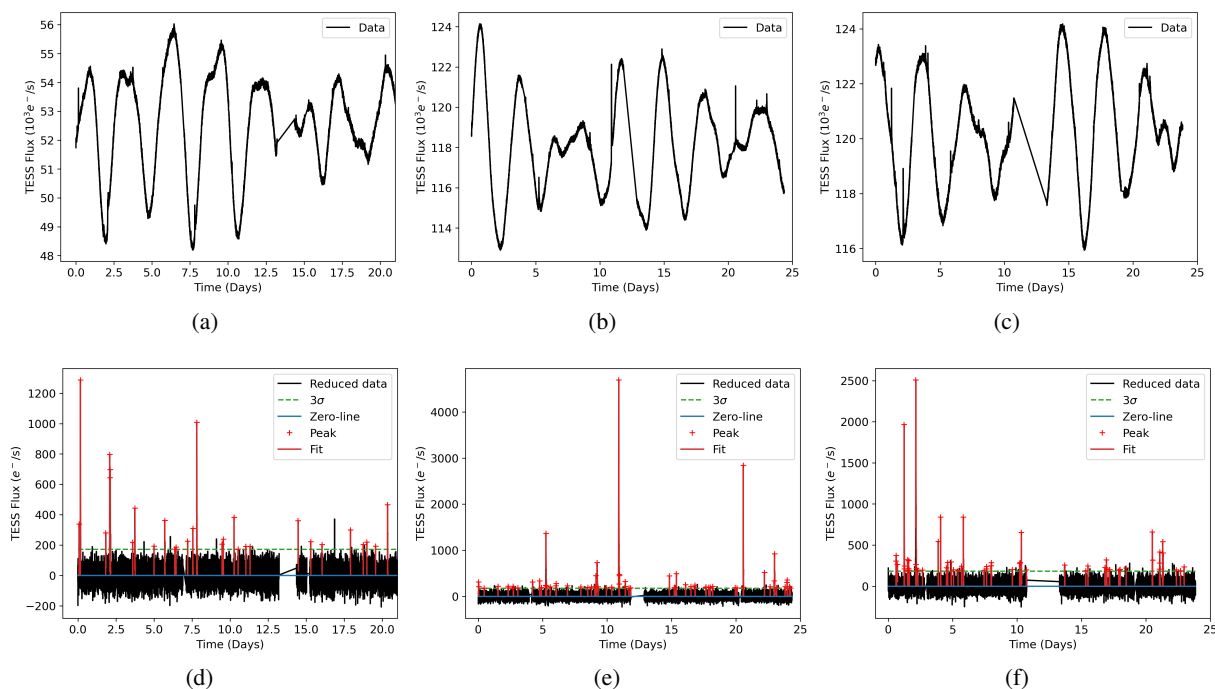 TESS Flux (10³e⁻/s)
56
55
54
53
52
51
50
49
48
0.0 2.5 5.0 7.5 10.0 12.5 15.0 17.5 20.0
Time (Days)
Data
(a)
TESS Flux (10³e⁻/s)
124
122
120
118
116
114
0 5 10 15 20 25
Time (Days)
Data
(b)
TESS Flux (10³e⁻/s)
124
122
120
118
116
0 5 10 15 20 25
Time (Days)
Data
(c)
TESS Flux (e⁻/s)
1200
1000
800
600
400
200
0
−200
0.0 2.5 5.0 7.5 10.0 12.5 15.0 17.5 20.0
Time (Days)
Reduced data
3σ
Zero-line
Peak
Fit
(d)
TESS Flux (e⁻/s)
4000
3000
2000
1000
0
0 5 10 15 20 25
Time (Days)
Reduced data
3σ
Zero-line
Peak
Fit
(e)
TESS Flux (e⁻/s)
2500
2000
1500
1000
500
0
0 5 10 15 20 25
Time (Days)
Reduced data
3σ
Zero-line
Peak
Fit
(f)